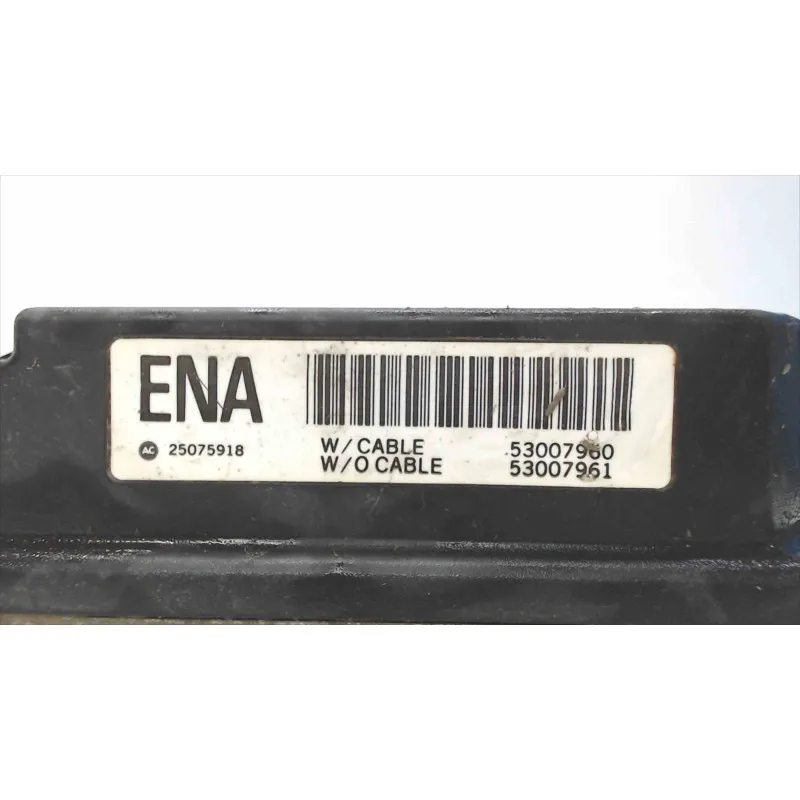 ENA
AC 25075918
W/ CABLE 53007960
W/O CABLE 53007961